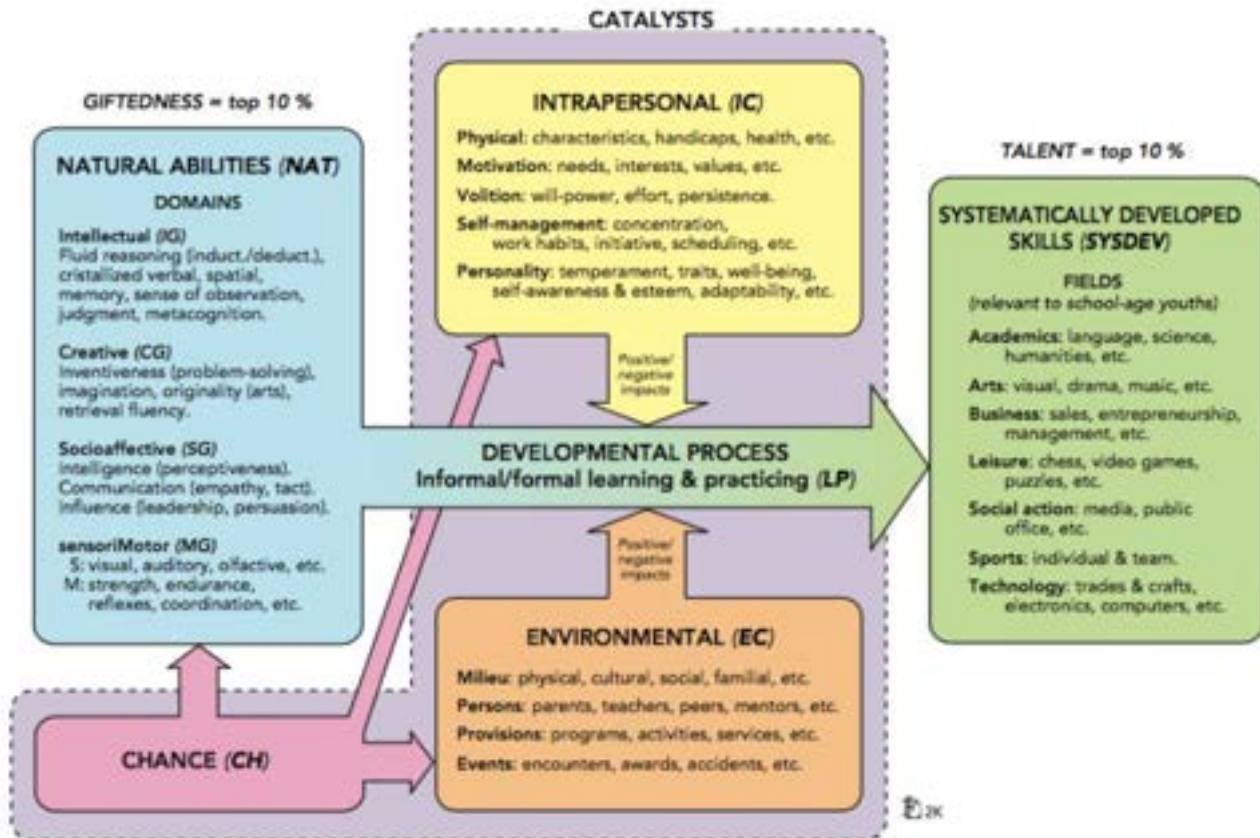 CATALYSTS
GIFTEDNESS = top 10 %
NATURAL ABILITIES (NAT)
DOMAINS
Intellectual (IG)
Fluid reasoning (induct./deduct.),
cristallized verbal, spatial,
memory, sense of observation,
judgment, metacognition.
Creative (CG)
Inventiveness (problem-solving),
imagination, originality (arts),
retrieval fluency.
Socioaffective (SG)
Intelligence (perceptiveness).
Communication (empathy, tact).
Influence (leadership, persuasion).
sensoriMotor (MG)
S: visual, auditory, olfactive, etc.
M: strength, endurance,
reflexes, coordination, etc.
INTRAPERSONAL (IC)
Physical: characteristics, handicaps, health, etc.
Motivation: needs, interests, values, etc.
Volition: will-power, effort, persistence.
Self-management: concentration,
work habits, initiative, scheduling, etc.
Personality: temperament, traits, well-being,
self-awareness & esteem, adaptability, etc.
Positive/
negative
impacts
DEVELOPMENTAL PROCESS
Informal/formal learning & practicing (LP)
Positive/
negative
impacts
ENVIRONMENTAL (EC)
Milieu: physical, cultural, social, familial, etc.
Persons: parents, teachers, peers, mentors, etc.
Provisions: programs, activities, services, etc.
Events: encounters, awards, accidents, etc.
CHANCE (CH)
TALENT = top 10 %
SYSTEMATICALLY DEVELOPED
SKILLS (SYSDEV)
FIELDS
(relevant to school-age youths)
Academics: language, science,
humanities, etc.
Arts: visual, drama, music, etc.
Business: sales, entrepreneurship,
management, etc.
Leisure: chess, video games,
puzzles, etc.
Social action: media, public
office, etc.
Sports: individual & team.
Technology: trades & crafts,
electronics, computers, etc.
2K